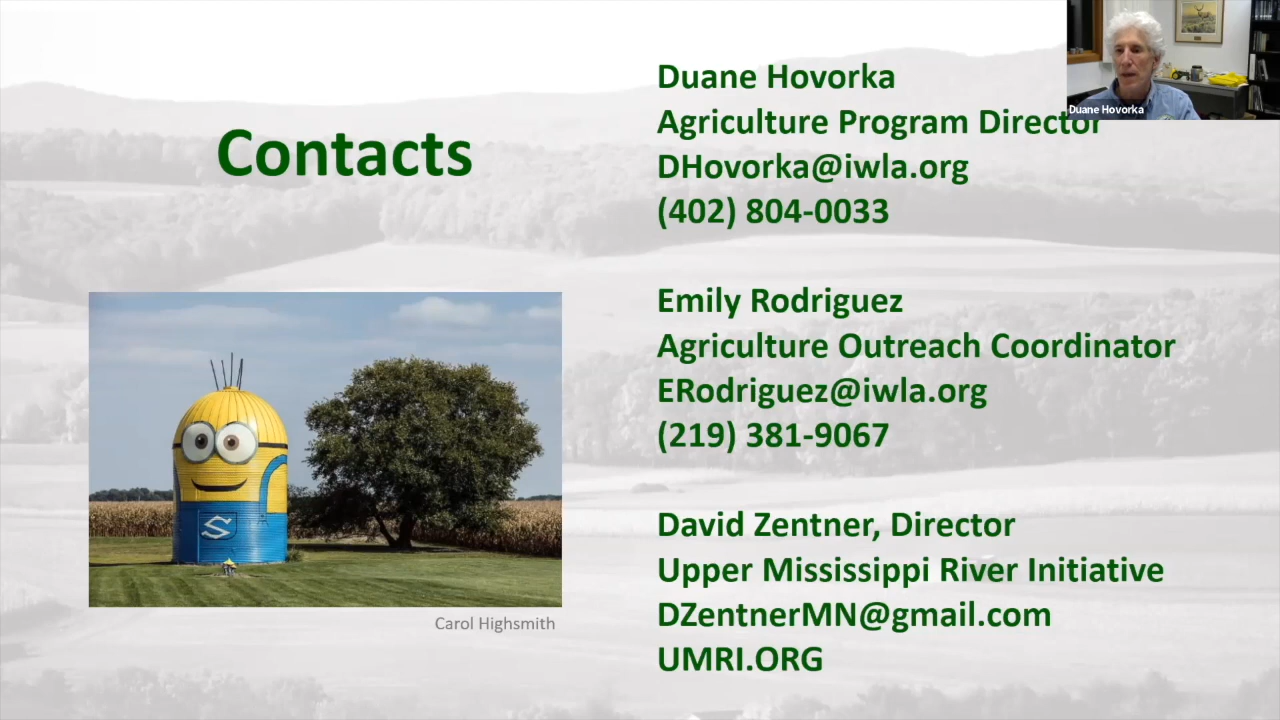 Contacts
Duane Hovorka
Agriculture Program Director
DHovorka@iwla.org
(402) 804-0033
Emily Rodriguez
Agriculture Outreach Coordinator
ERodriguez@iwla.org
(219) 381-9067
David Zentner, Director
Upper Mississippi River Initiative
DZentnerMN@gmail.com
UMRI.ORG
S
Carol Highsmith
Duane Hovorka